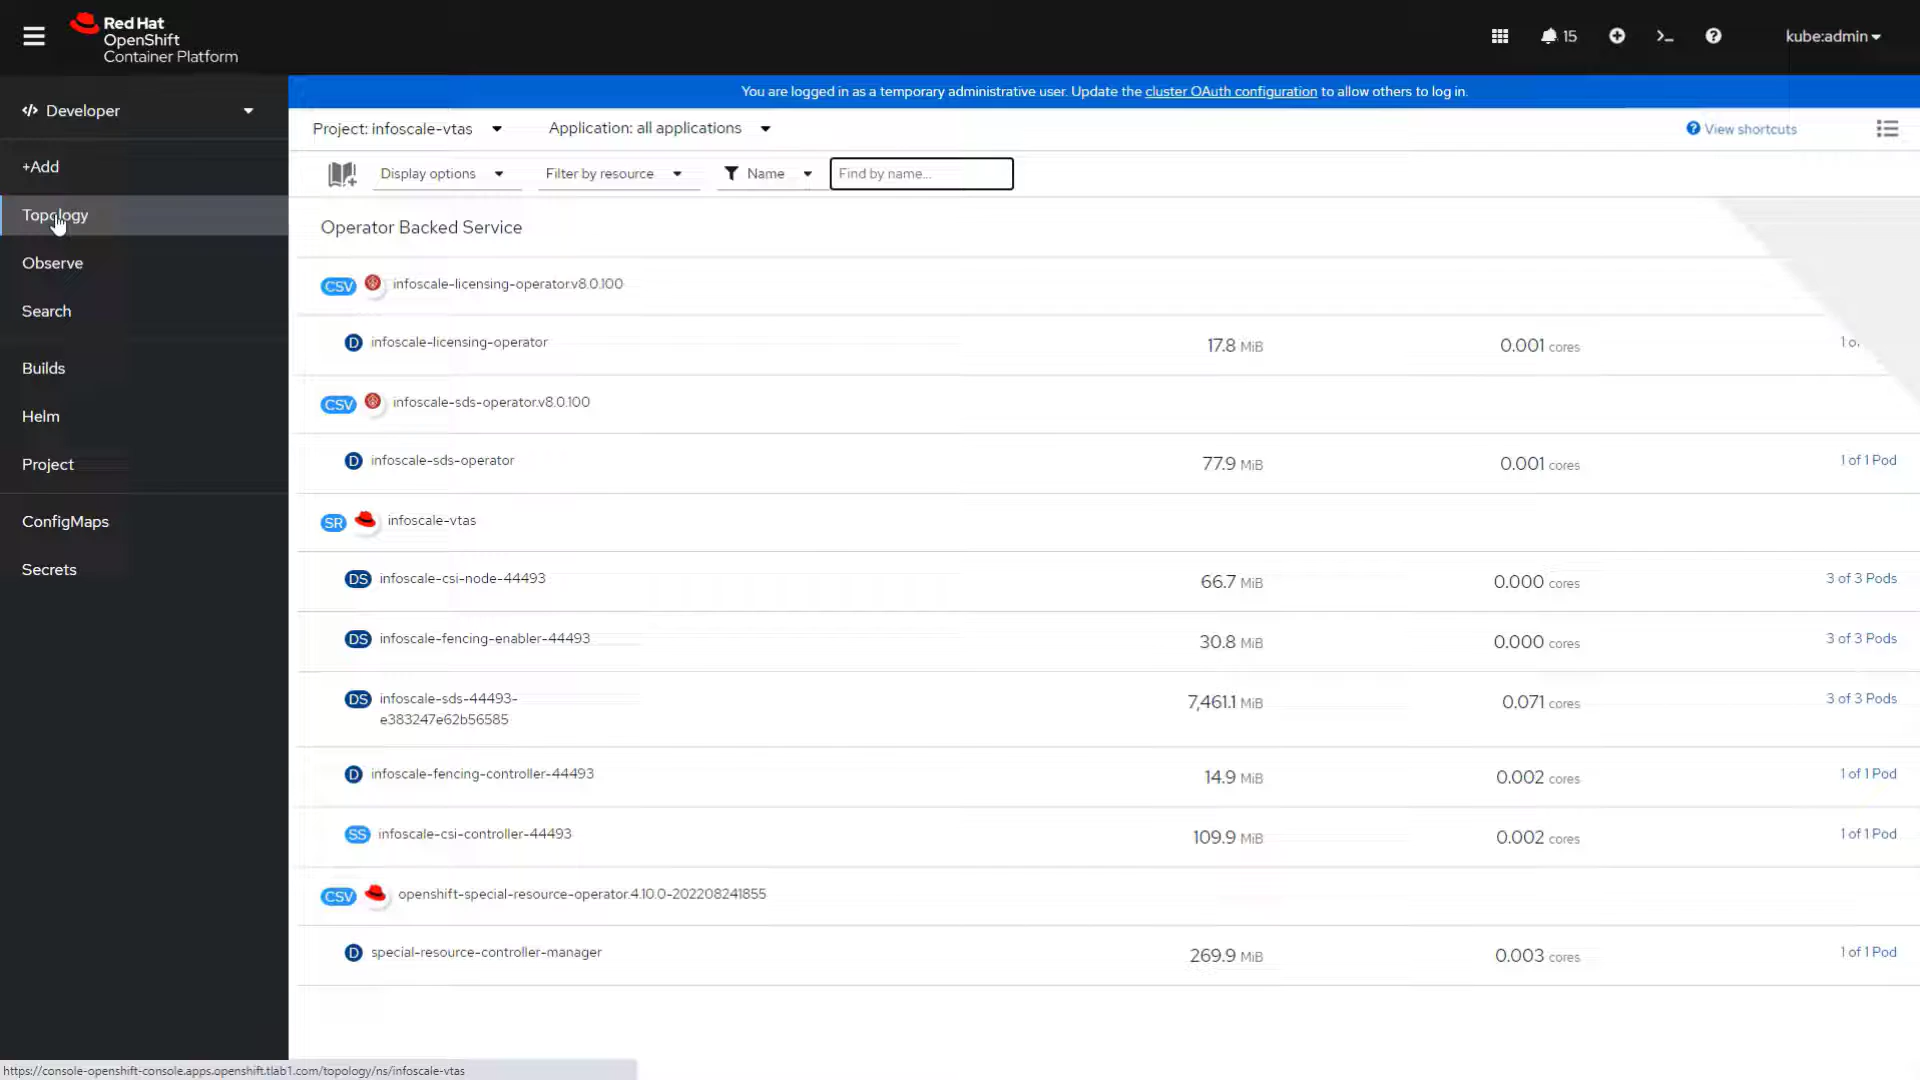 Red Hat
OpenShift
Container Platform
15
kube:admin
Developer
You are logged in as a temporary administrative user. Update the cluster OAuth configuration to allow others to log in.
+Add
Topology
Observe
Search
Builds
Helm
Project
ConfigMaps
Secrets
Project: infoscale-vtas
Application: all applications
View shortcuts
Display options
Filter by resource
Name
Find by name...
Operator Backed Service
CSV infoscale-licensing-operator.v8.0.100
D infoscale-licensing-operator 17.8 MiB 0.001 cores 1 o
CSV infoscale-sds-operator.v8.0.100
D infoscale-sds-operator 77.9 MiB 0.001 cores 1 of 1 Pod
SR infoscale-vtas
DS infoscale-csi-node-44493 66.7 MiB 0.000 cores 3 of 3 Pods
DS infoscale-fencing-enabler-44493 30.8 MiB 0.000 cores 3 of 3 Pods
DS infoscale-sds-44493- 7,461.1 MiB 0.071 cores 3 of 3 Pods
e383247e62b56585
D infoscale-fencing-controller-44493 14.9 MiB 0.002 cores 1 of 1 Pod
SS infoscale-csi-controller-44493 109.9 MiB 0.002 cores 1 of 1 Pod
CSV openshift-special-resource-operator.4.10.0-202208241855
D special-resource-controller-manager 269.9 MiB 0.003 cores 1 of 1 Pod
https://console-openshift-console.apps.openshift.tlab1.com/topology/ns/infoscale-vtas